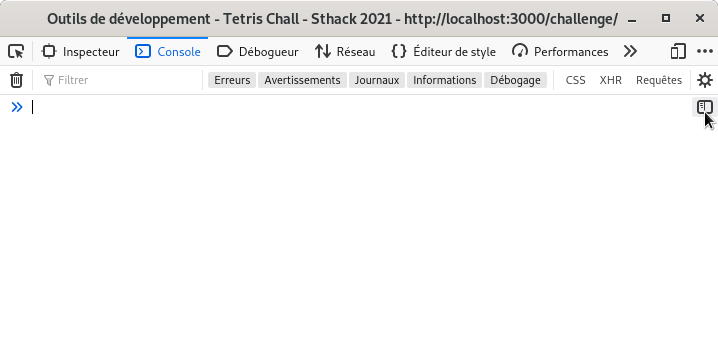 Outils de développement - Tetris Chall - Sthack 2021 - http://localhost:3000/challenge/
Inspecteur Console Débogueur Réseau Éditeur de style Performances
Filtrer Erreurs Avertissements Journaux Informations Débogage CSS XHR Requêtes